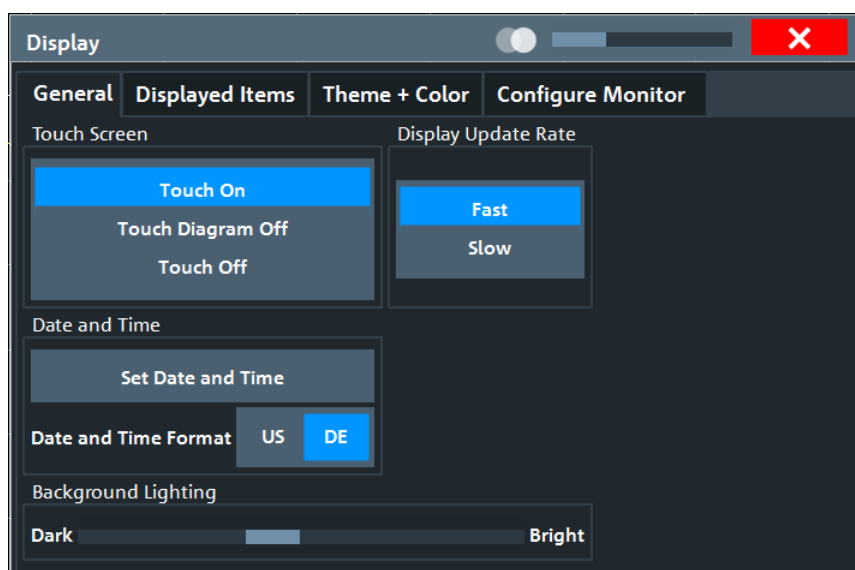 Display
General Displayed Items Theme + Color Configure Monitor
Touch Screen Display Update Rate
Touch On
Fast
Touch Diagram Off
Slow
Touch Off
Date and Time
Set Date and Time
Date and Time Format US DE
Background Lighting
Dark Bright